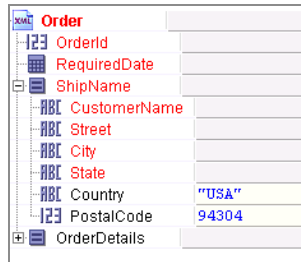 XML Order
123 OrderId
RequiredDate
ShipName
ABC CustomerName
ABC Street
ABC City
ABC State
ABC Country "USA"
123 PostalCode 94304
OrderDetails